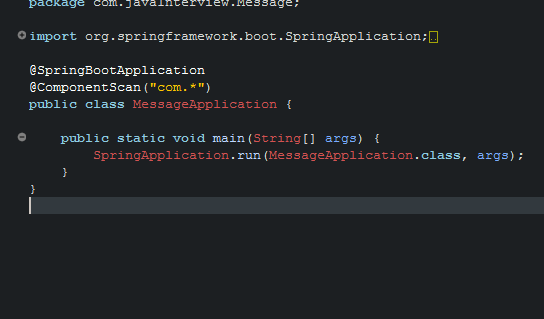 package com.javaInterview.Message;
import org.springframework.boot.SpringApplication;
@SpringBootApplication
@ComponentScan("com.*")
public class MessageApplication {
public static void main(String[] args) {
SpringApplication.run(MessageApplication.class, args);
}
}